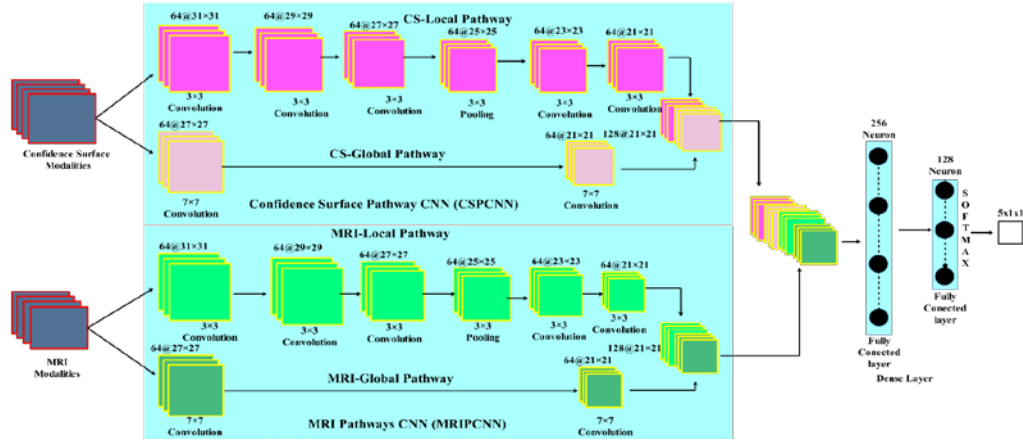 CS-Local Pathway
64@31×31
64@29×29
64@27×27
64@25×25
64@23×23
64@21×21
3×3
Convolution
3×3
Convolution
3×3
Convolution
3×3
Pooling
3×3
Convolution
3×3
Convolution
Confidence Surface
Modalities
64@27×27
CS-Global Pathway
64@21×21
128@21×21
7×7
Convolution
7×7
Convolution
Confidence Surface Pathway CNN (CSPCNN)
MRI-Local Pathway
64@31×31
64@29×29
64@27×27
64@25×25
64@23×23
64@21×21
3×3
Convolution
3×3
Convolution
3×3
Convolution
3×3
Pooling
3×3
Convolution
3×3
Convolution
MRI
Modalities
64@27×27
MRI-Global Pathway
64@21×21
128@21×21
7×7
Convolution
7×7
Convolution
MRI Pathways CNN (MRIPCNN)
256
Neuron
Fully
Conected
layer
128
Neuron
SOFTMAX
Fully
Conected
layer
Dense Layer
5x1x1